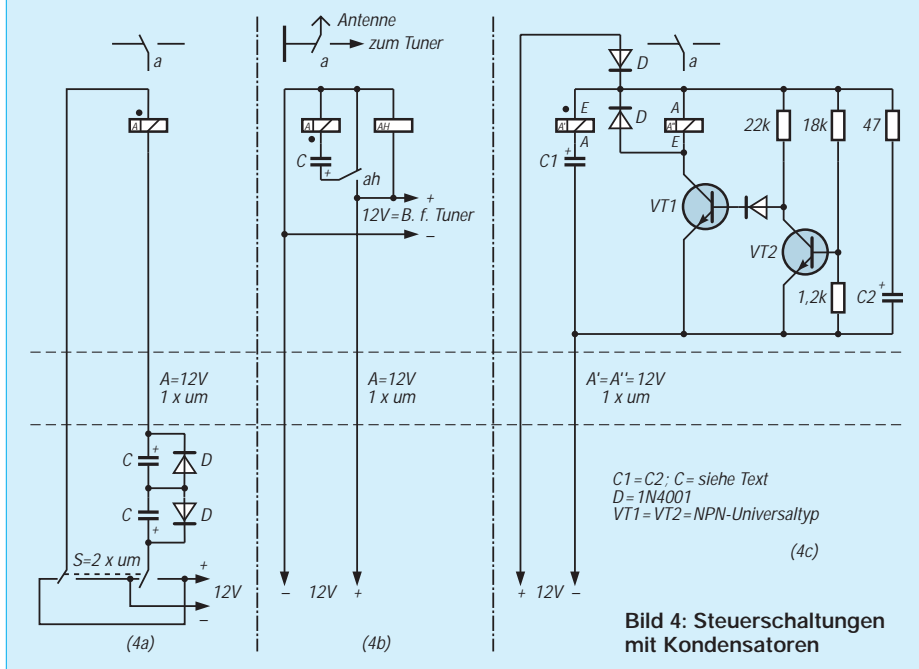 a
A
A=12V
1 x um
C
+
D
C
+
D
S=2 x um
+
12V
–
(4a)
Antenne
zum Tuner
a
A
AH
C
+
ah
+
12V=B. f. Tuner
–
A=12V
1 x um
– 12V +
(4b)
D
a
E
A'
A
D
A
A''
E
22k
18k
47
+
C1
VT1
VT2
1,2k
+
C2
A'=A''=12V
1 x um
C1=C2; C= siehe Text
D=1N4001
VT1=VT2=NPN-Universaltyp
(4c)
+ 12V –
Bild 4: Steuerschaltungen
mit Kondensatoren